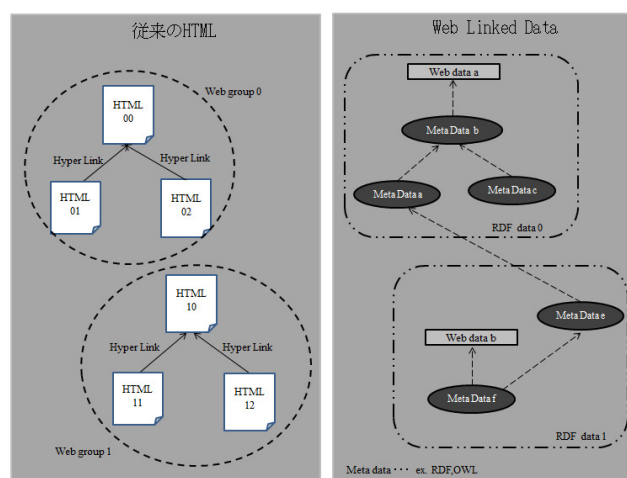 従来のHTML
Web group 0
HTML
00
Hyper Link
Hyper Link
HTML
01
HTML
02
HTML
10
Hyper Link
Hyper Link
HTML
11
HTML
12
Web group 1
Web Linked Data
Web data a
Meta Data b
Meta Data a
Meta Data c
RDF data 0
Meta Data e
Web data b
Meta Data f
RDF data 1
Meta data ・・・ ex. RDF,OWL